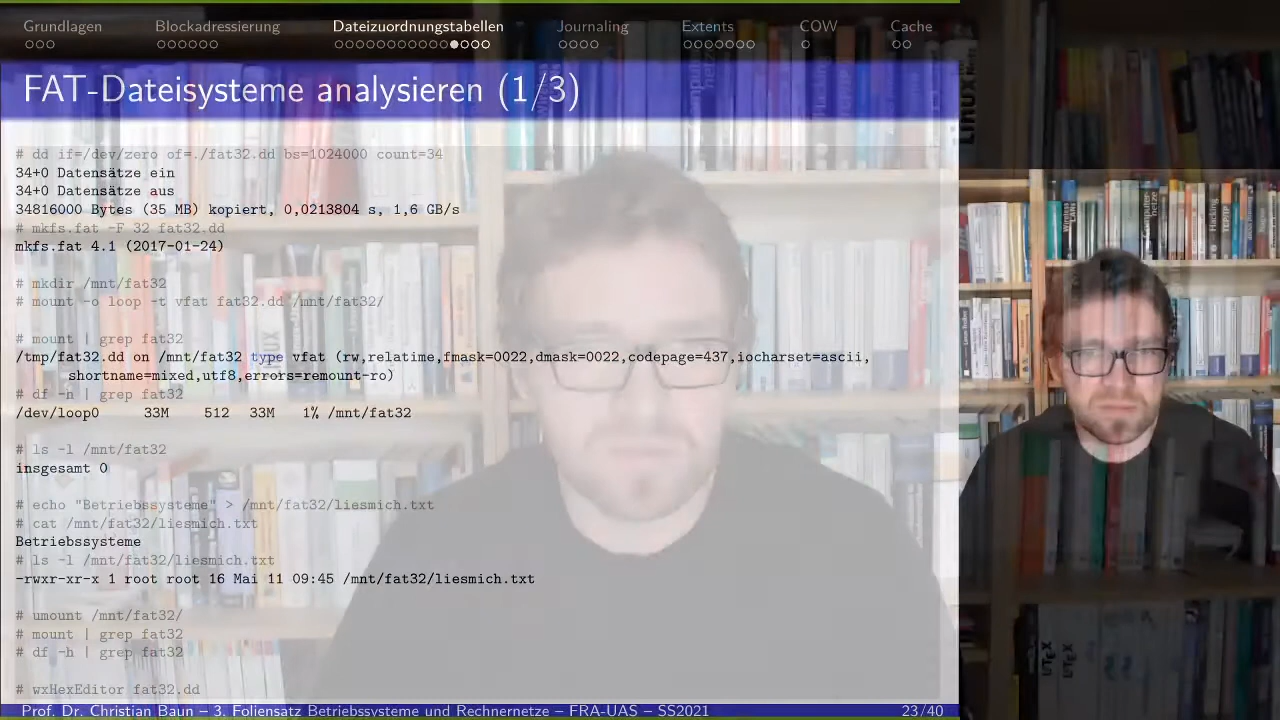 Grundlagen Blockadressierung Dateizuordnungstabellen Journaling Extents COW Cache
FAT-Dateisysteme analysieren (1/3)
# dd if=/dev/zero of=./fat32.dd bs=1024000 count=34
34+0 Datensätze ein
34+0 Datensätze aus
34816000 Bytes (35 MB) kopiert, 0,0213804 s, 1,6 GB/s
# mkfs.fat -F 32 fat32.dd
mkfs.fat 4.1 (2017-01-24)
# mkdir /mnt/fat32
# mount -o loop -t vfat fat32.dd /mnt/fat32/
# mount | grep fat32
/tmp/fat32.dd on /mnt/fat32 type vfat (rw,relatime,fmask=0022,dmask=0022,codepage=437,iocharset=ascii,
shortname=mixed,utf8,errors=remount-ro)
# df -h | grep fat32
/dev/loop0 33M 512 33M 1% /mnt/fat32
# ls -l /mnt/fat32
insgesamt 0
# echo "Betriebssysteme" > /mnt/fat32/liesmich.txt
# cat /mnt/fat32/liesmich.txt
Betriebssysteme
# ls -l /mnt/fat32/liesmich.txt
-rwxr-xr-x 1 root root 16 Mai 11 09:45 /mnt/fat32/liesmich.txt
# umount /mnt/fat32/
# mount | grep fat32
# df -h | grep fat32
# wxHexEditor fat32.dd
Prof. Dr. Christian Baun – 3. Foliensatz Betriebssysteme und Rechnernetze – FRA-UAS – SS2021 23/40
Wireless LANs
Computer-netze
Hacking
TCP/IP
LINUX